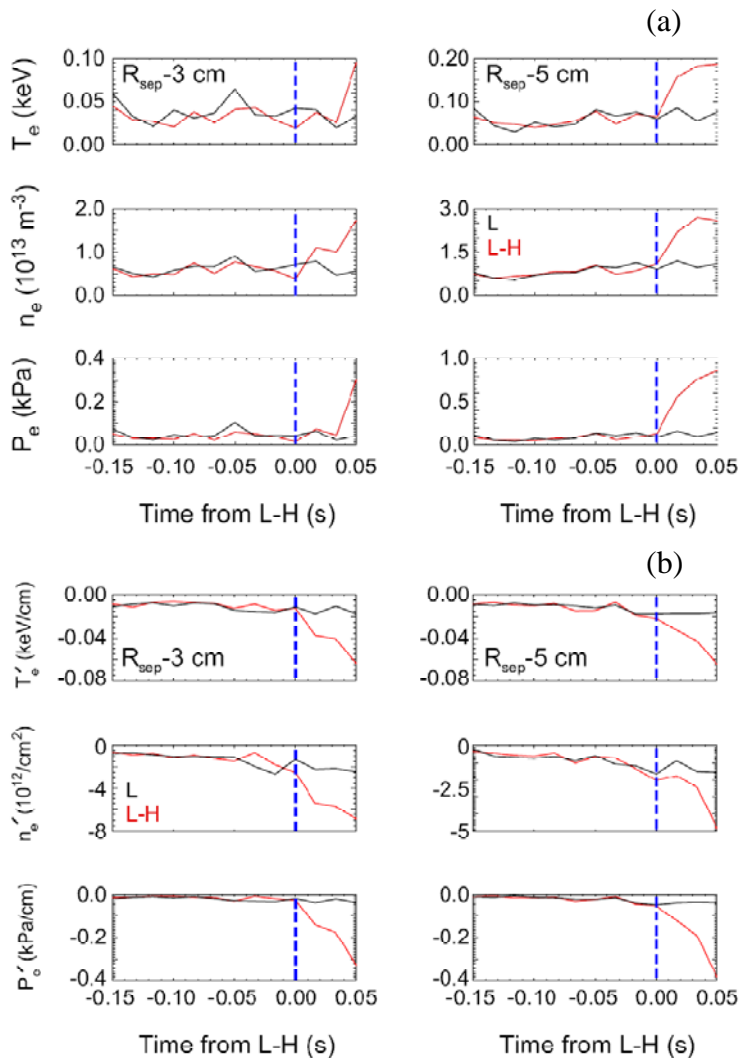 (a)
0.10
0.05
0.00
T_e (keV)
R_sep-3 cm
0.20
0.10
0.00
R_sep-5 cm
2.0
1.0
0.0
n_e (10^13 m^-3)
3.0
1.5
0.0
L
L-H
0.4
0.2
0.0
P_e (kPa)
1.0
0.5
0.0
-0.15 -0.10 -0.05 0.00 0.05
-0.15 -0.10 -0.05 0.00 0.05
Time from L-H (s)
Time from L-H (s)
(b)
0.00
-0.04
-0.08
T_e′ (keV/cm)
R_sep-3 cm
0.00
-0.04
-0.08
R_sep-5 cm
0
-4
-8
n_e′ (10^12/cm^2)
L
L-H
0
-2.5
-5
0.0
-0.2
-0.4
P_e′ (kPa/cm)
0.0
-0.2
-0.4
-0.15 -0.10 -0.05 0.00 0.05
-0.15 -0.10 -0.05 0.00 0.05
Time from L-H (s)
Time from L-H (s)